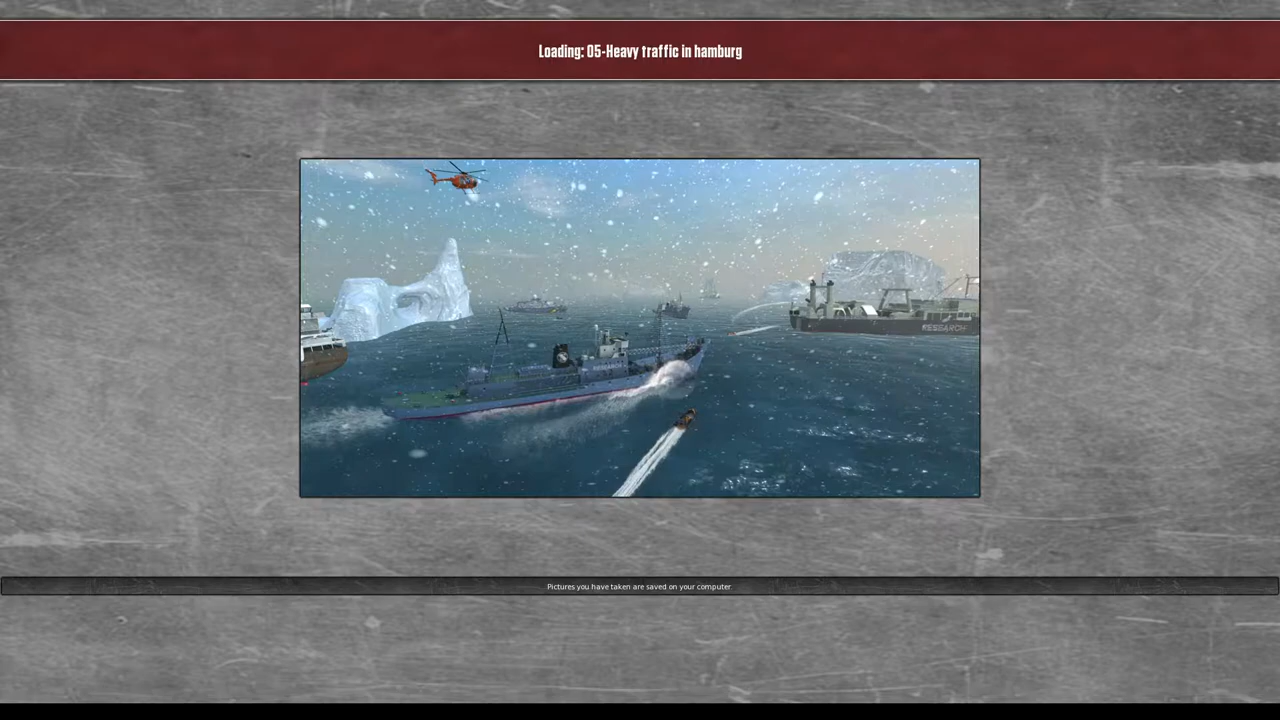 Loading: 05-Heavy traffic in hamburg
RESEARCH
Pictures you have taken are saved on your computer.